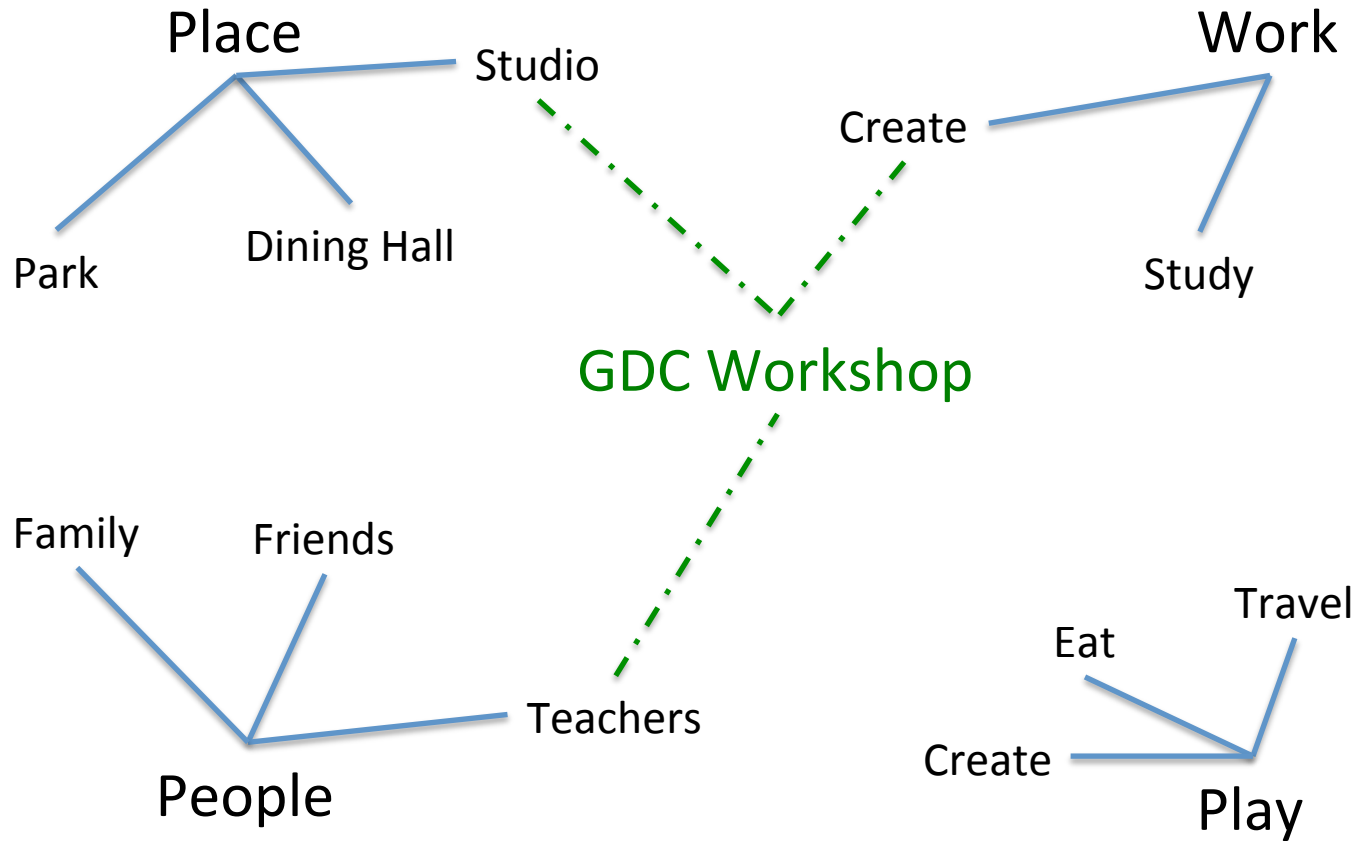 Place
Work
Studio
Create
Dining Hall
Park
Study
GDC Workshop
Family
Friends
Travel
Eat
Teachers
Create
People
Play